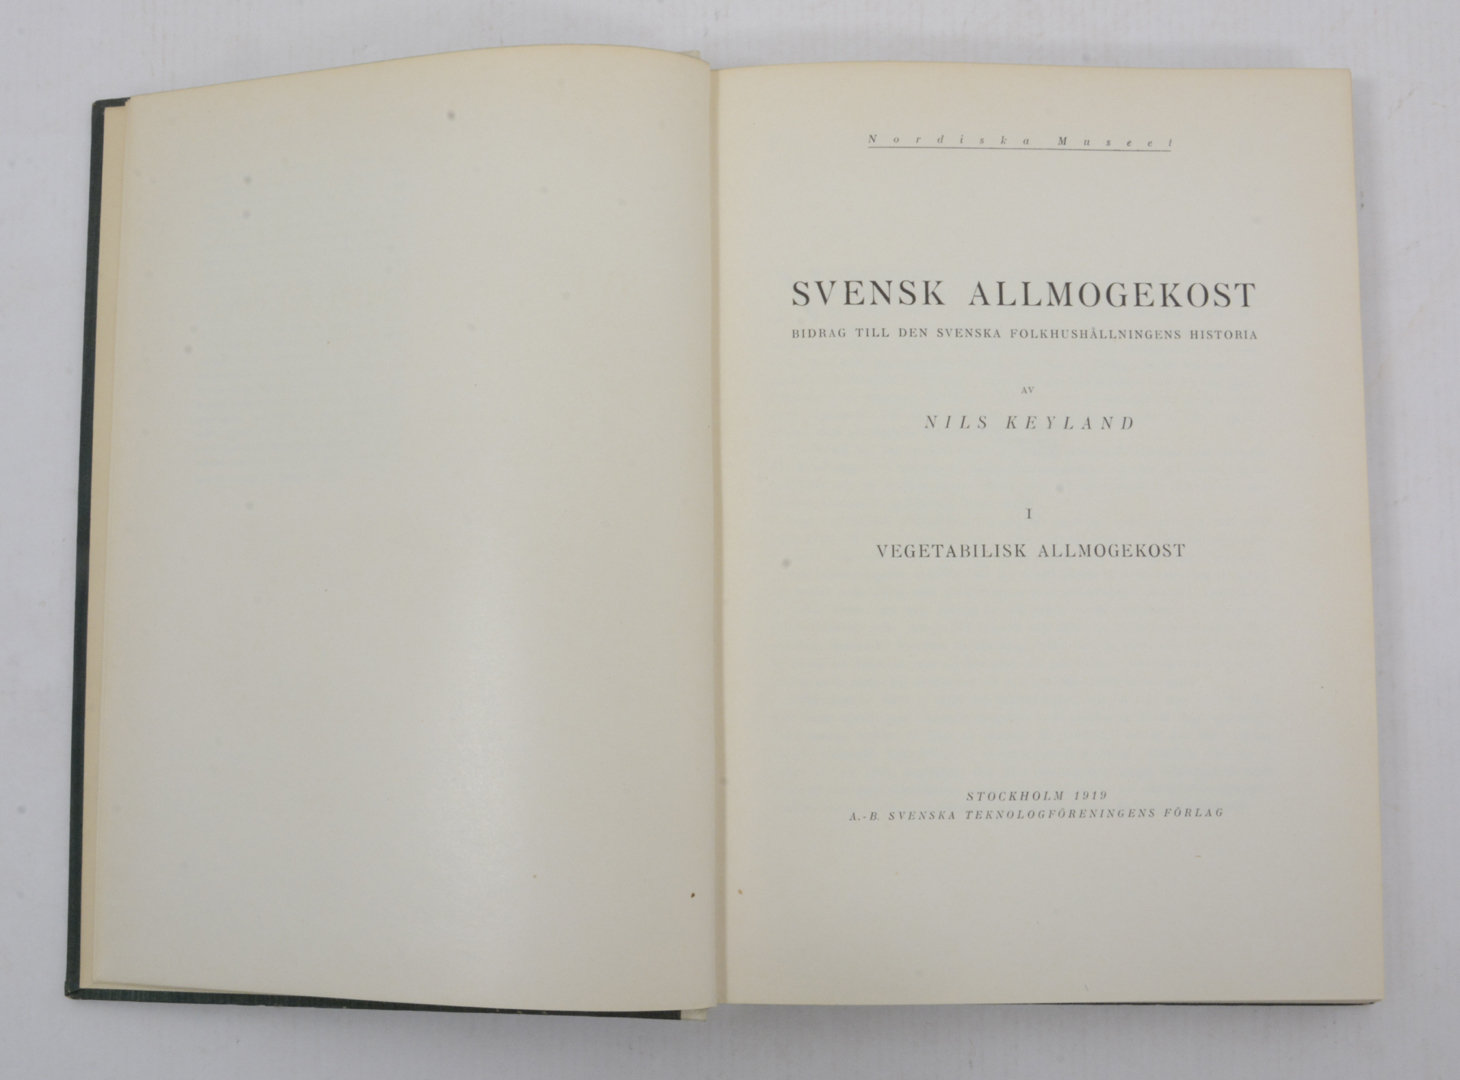 Nordiska Museet
SVENSK ALLMOGEKOST
BIDRAG TILL DEN SVENSKA FOLKHUSHÅLLNINGENS HISTORIA
AV
NILS KEYLAND
I
VEGETABILISK ALLMOGEKOST
STOCKHOLM 1919
A.-B. SVENSKA TEKNOLOGFÖRENINGENS FÖRLAG